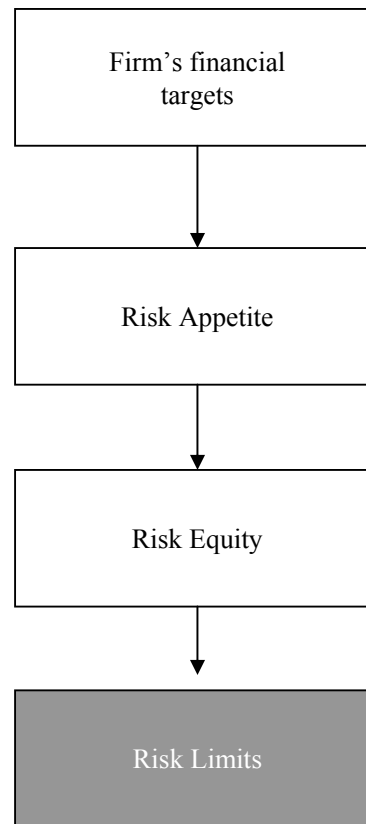 Firm’s financial
targets
Risk Appetite
Risk Equity
Risk Limits